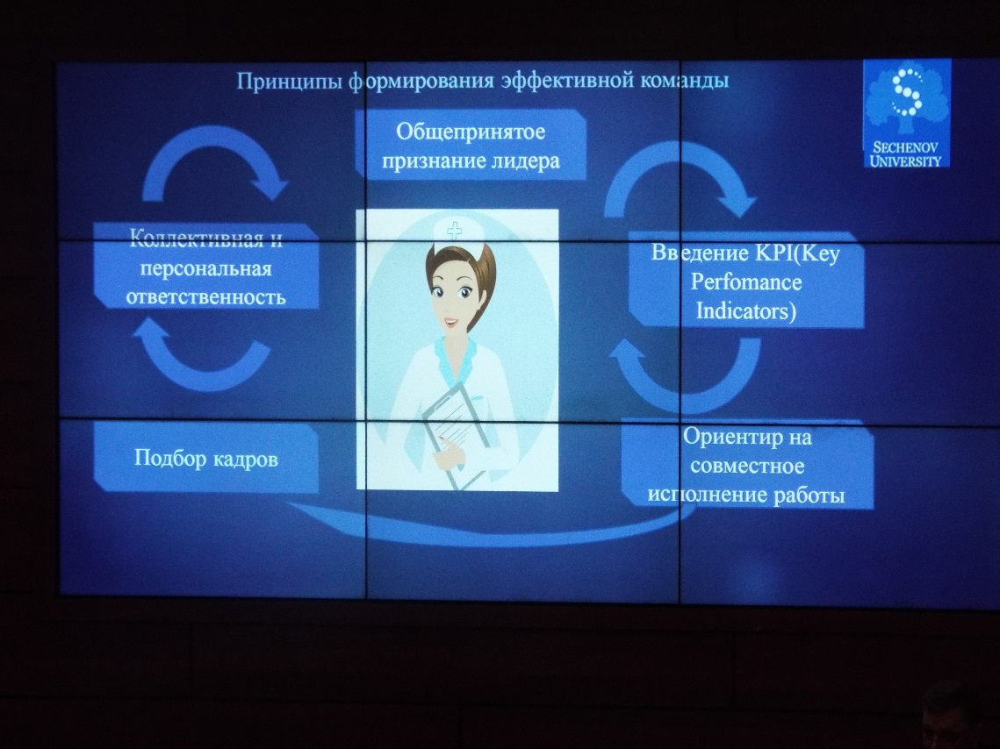 Принципы формирования эффективной команды
SECHENOV
UNIVERSITY
Общепринятое
признание лидера
Коллективная и
персональная
ответственность
Введение KPI(Key
Perfomance
Indicators)
Подбор кадров
Ориентир на
совместное
исполнение работы